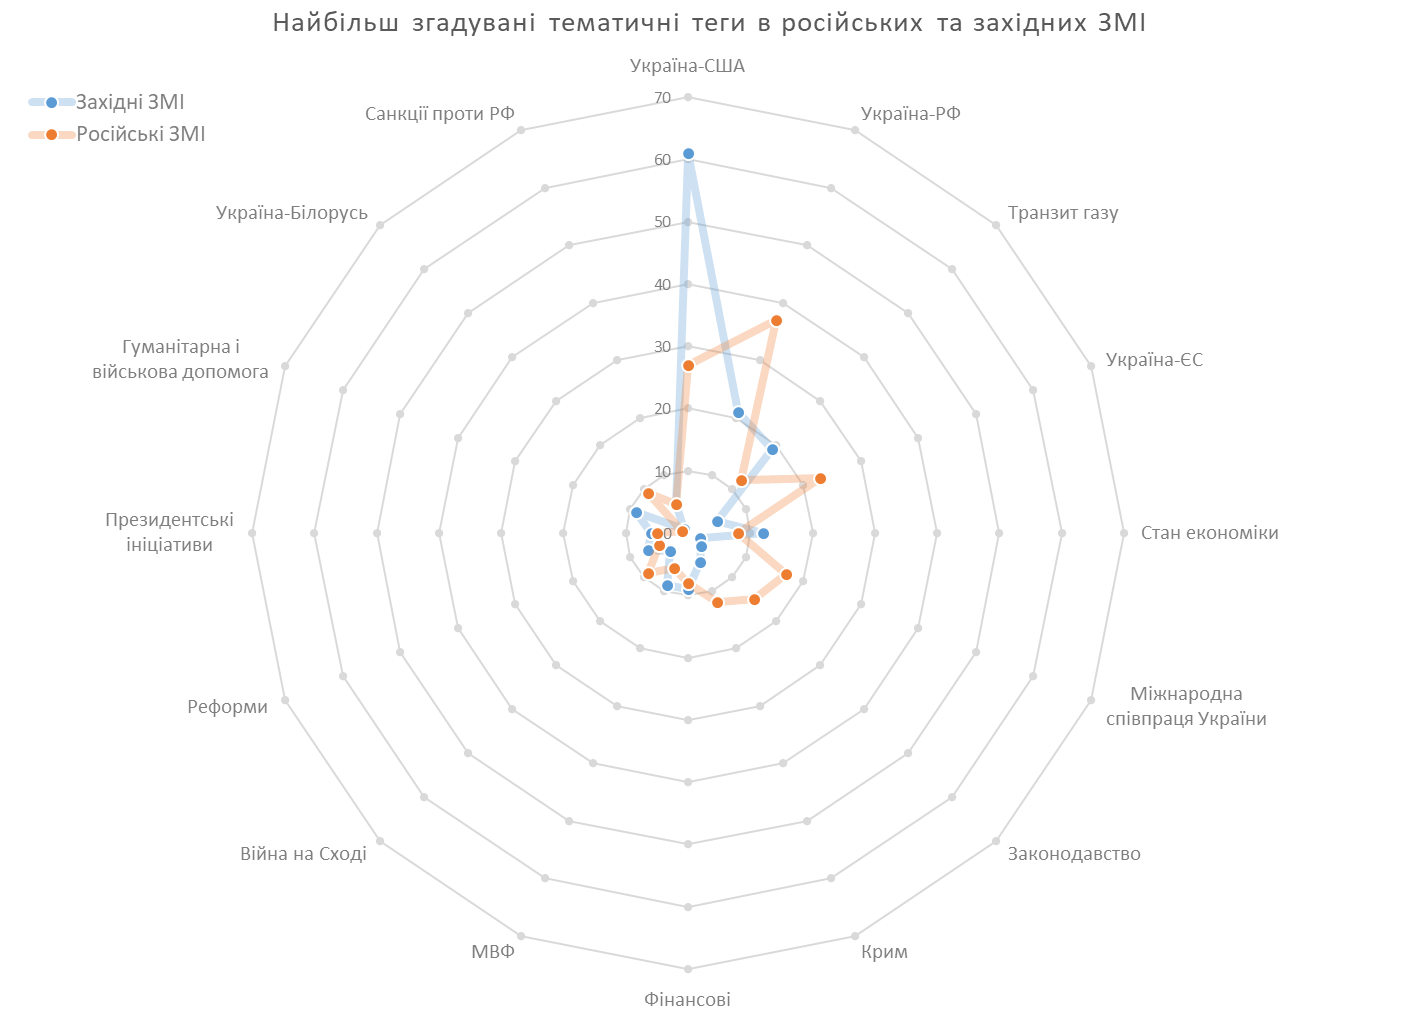 Найбільш згадувані тематичні теги в російських та західних ЗМІ
Західні ЗМІ
Російські ЗМІ
Україна-США
Україна-РФ
Транзит газу
Україна-ЄС
Стан економіки
Міжнародна
співпраця України
Законодавство
Крим
Фінансові
МВФ
Війна на Сході
Реформи
Президентські
ініціативи
Гуманітарна і
військова допомога
Україна-Білорусь
Санкції проти РФ
70
60
50
40
30
20
10
0